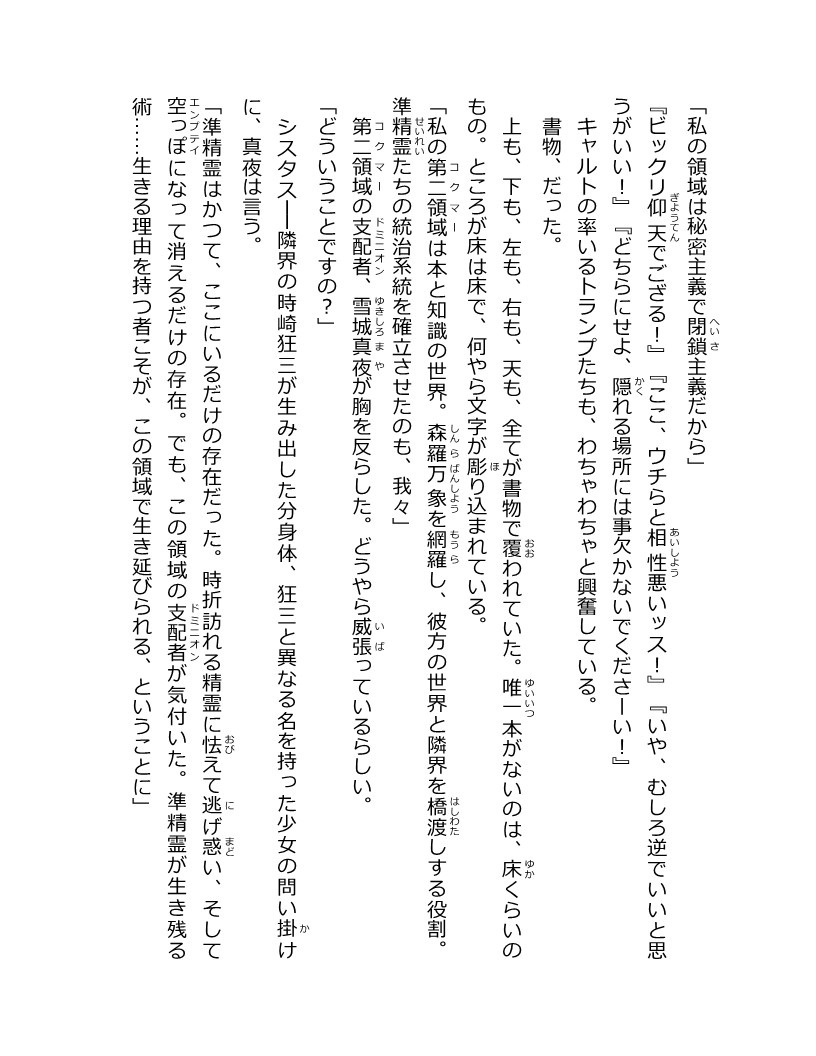 「私の領域は秘密主義で閉鎖主義だから」
『ビックリ仰天でござる！』『ここ、ウチらと相性悪いッス！』『いや、むしろ逆でいいと思
うがいい！』『どちらにせよ、隠れる場所には事欠かないでくださーい！』
キャルトの率いるトランプたちも、わちゃわちゃと興奮している。
書物、だった。
上も、下も、左も、右も、天も、全てが書物で覆われていた。唯一本がないのは、床くらいの
もの。ところが床は床で、何やら文字が彫り込まれている。
「私の第二領域は本と知識の世界。森羅万象を網羅し、彼方の世界と隣界を橋渡しする役割。
準精霊たちの統治系統を確立させたのも、我々」
第二領域の支配者、雪城真夜が胸を反らした。どうやら威張っているらしい。
「どういうことですの？」
シスタス──隣界の時崎狂三が生み出した分身体、狂三と異なる名を持った少女の問い掛け
に、真夜は言う。
「準精霊はかつて、ここにいるだけの存在だった。時折訪れる精霊に怯えて逃げ惑い、そして
空っぽになって消えるだけの存在。でも、この領域の支配者が気付いた。準精霊が生き残る
術……生きる理由を持つ者こそが、この領域で生き延びられる、ということに」